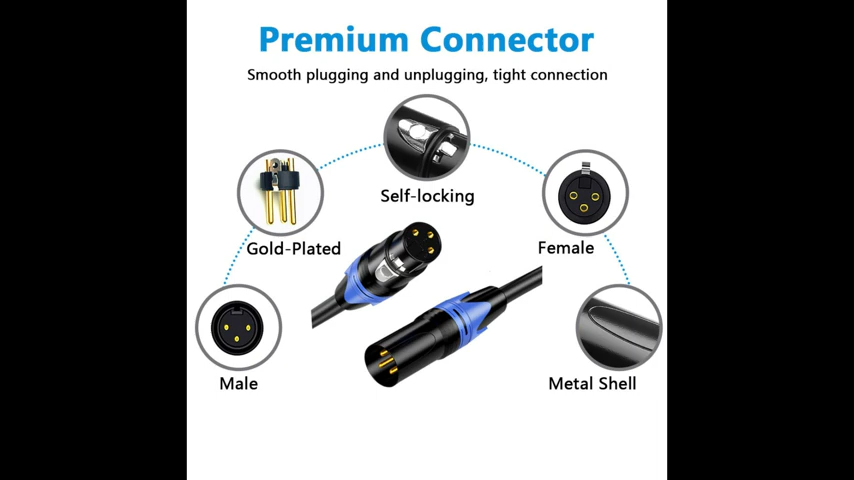 Premium Connector
Smooth plugging and unplugging, tight connection
Self-locking
Gold-Plated
Female
Male
Metal Shell